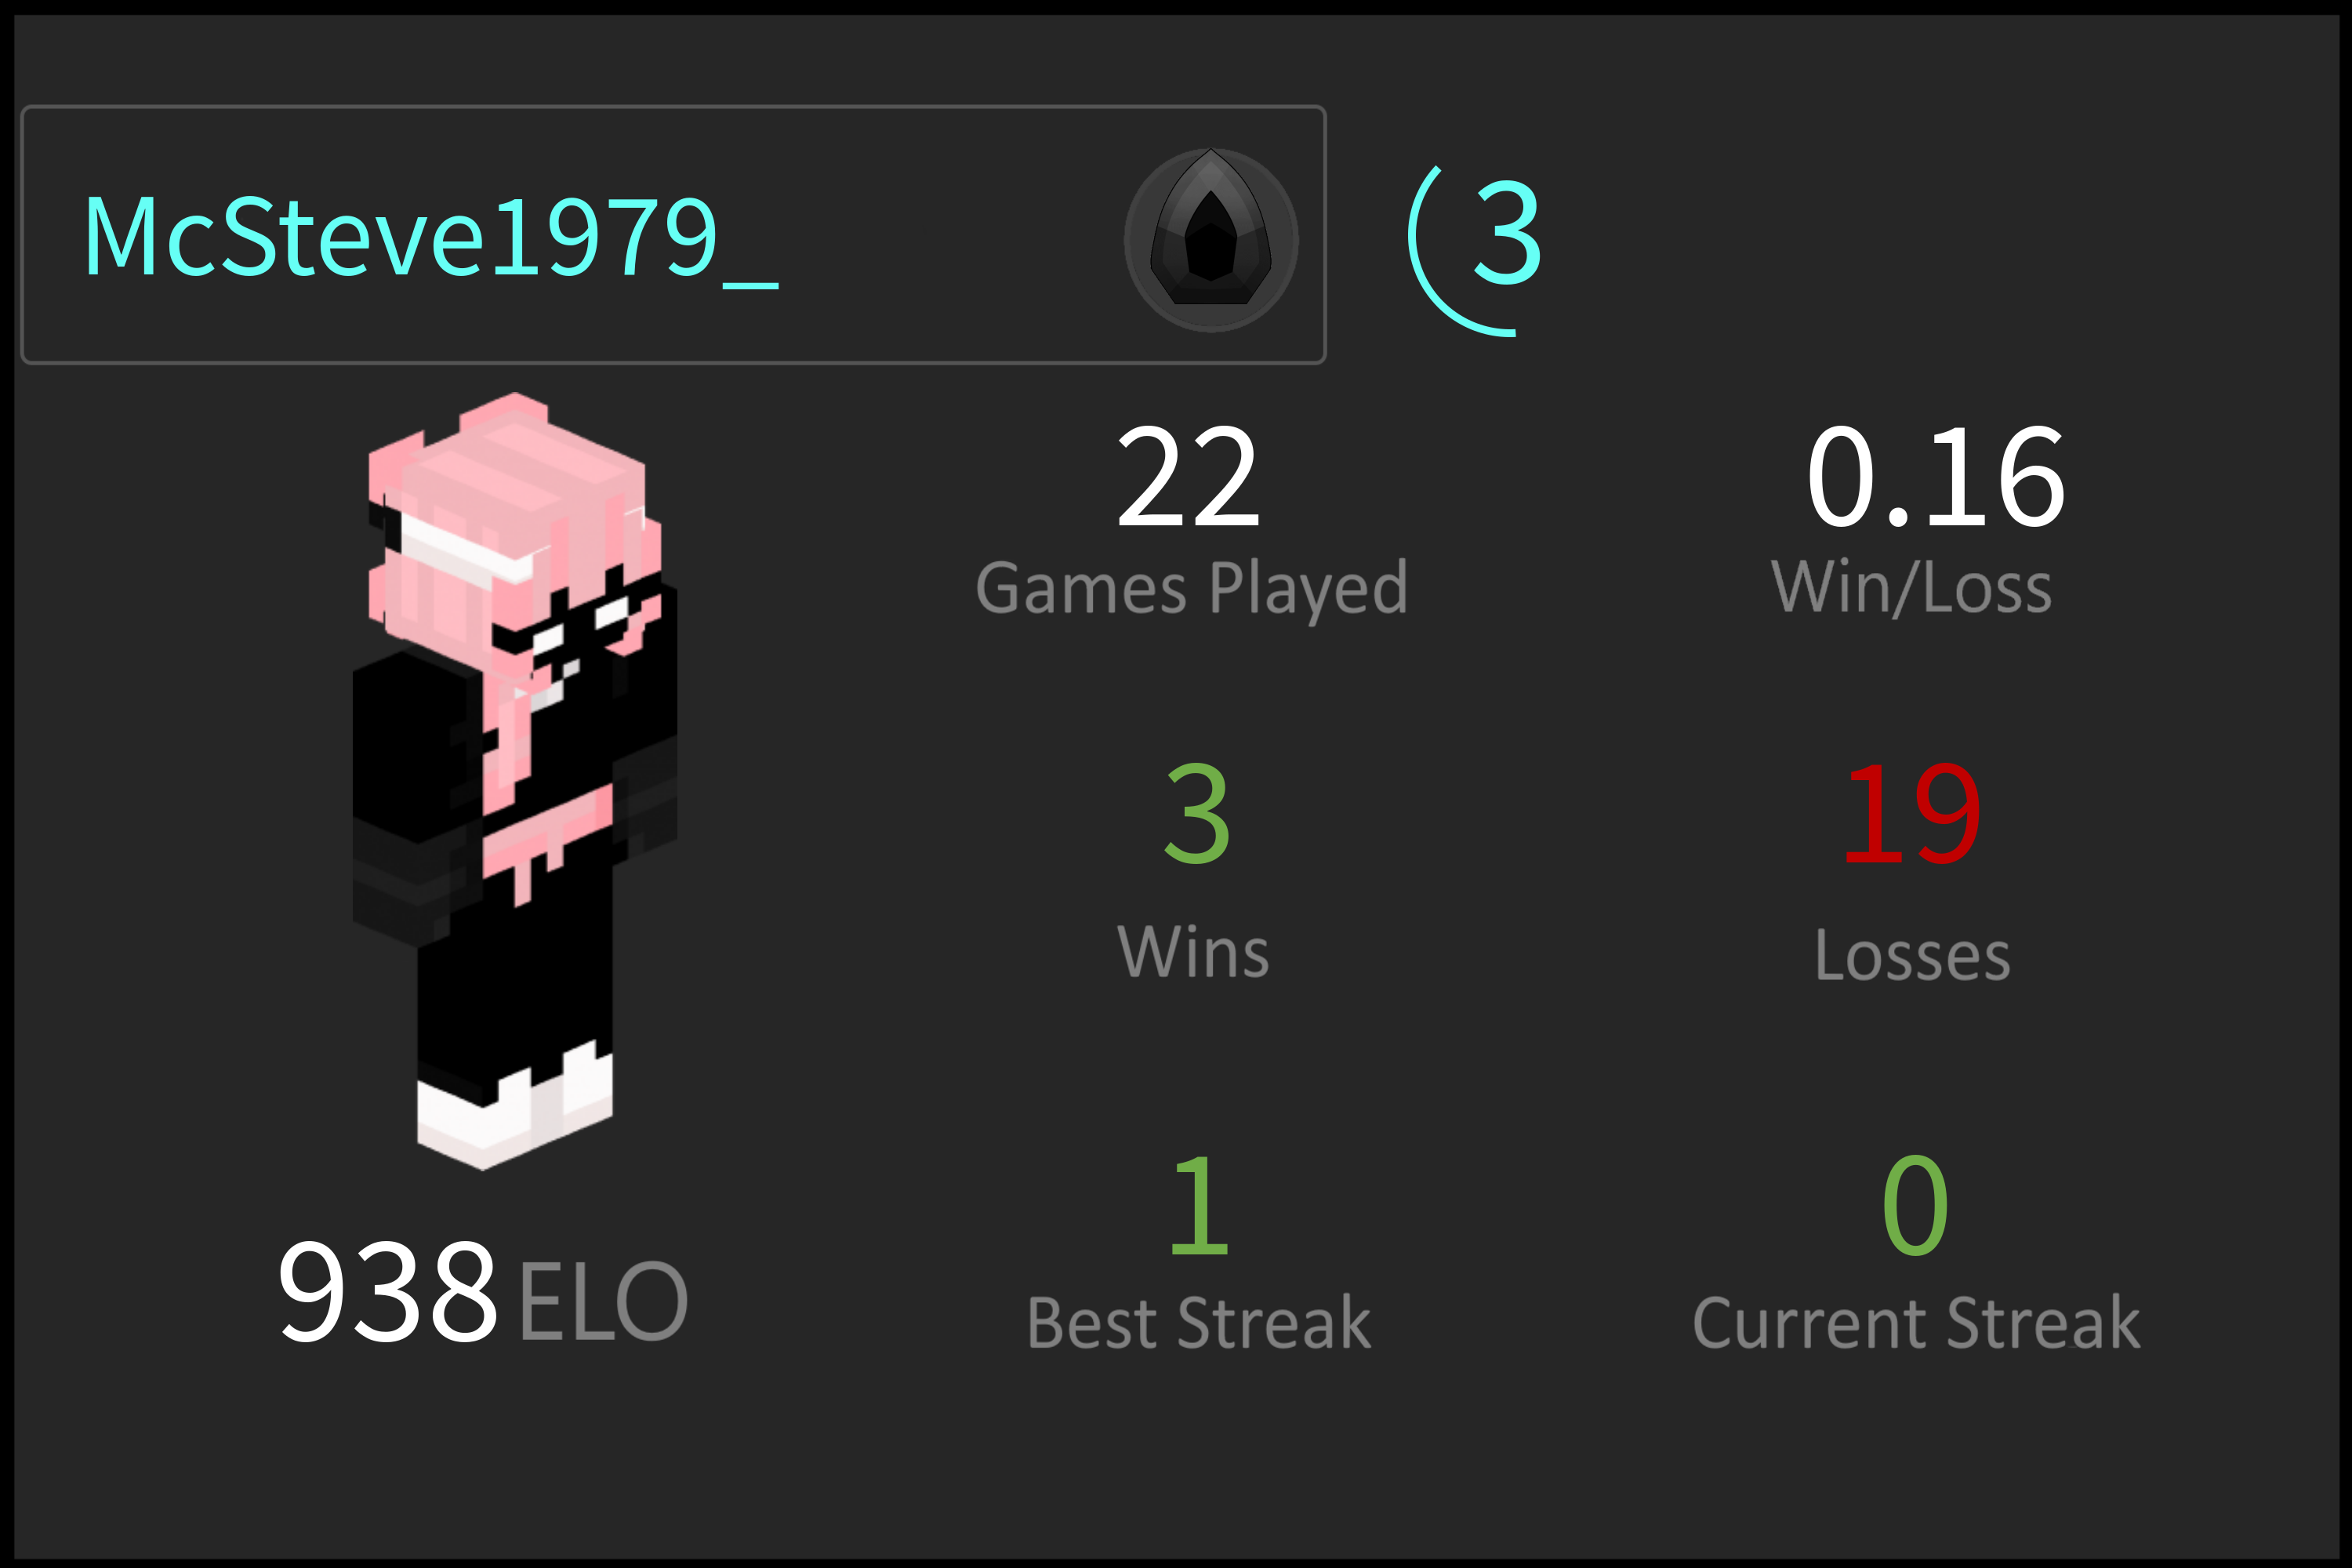 McSteve1979_
3
22
0.16
Games Played
Win/Loss
3
19
Wins
Losses
1
0
Best Streak
Current Streak
938 ELO